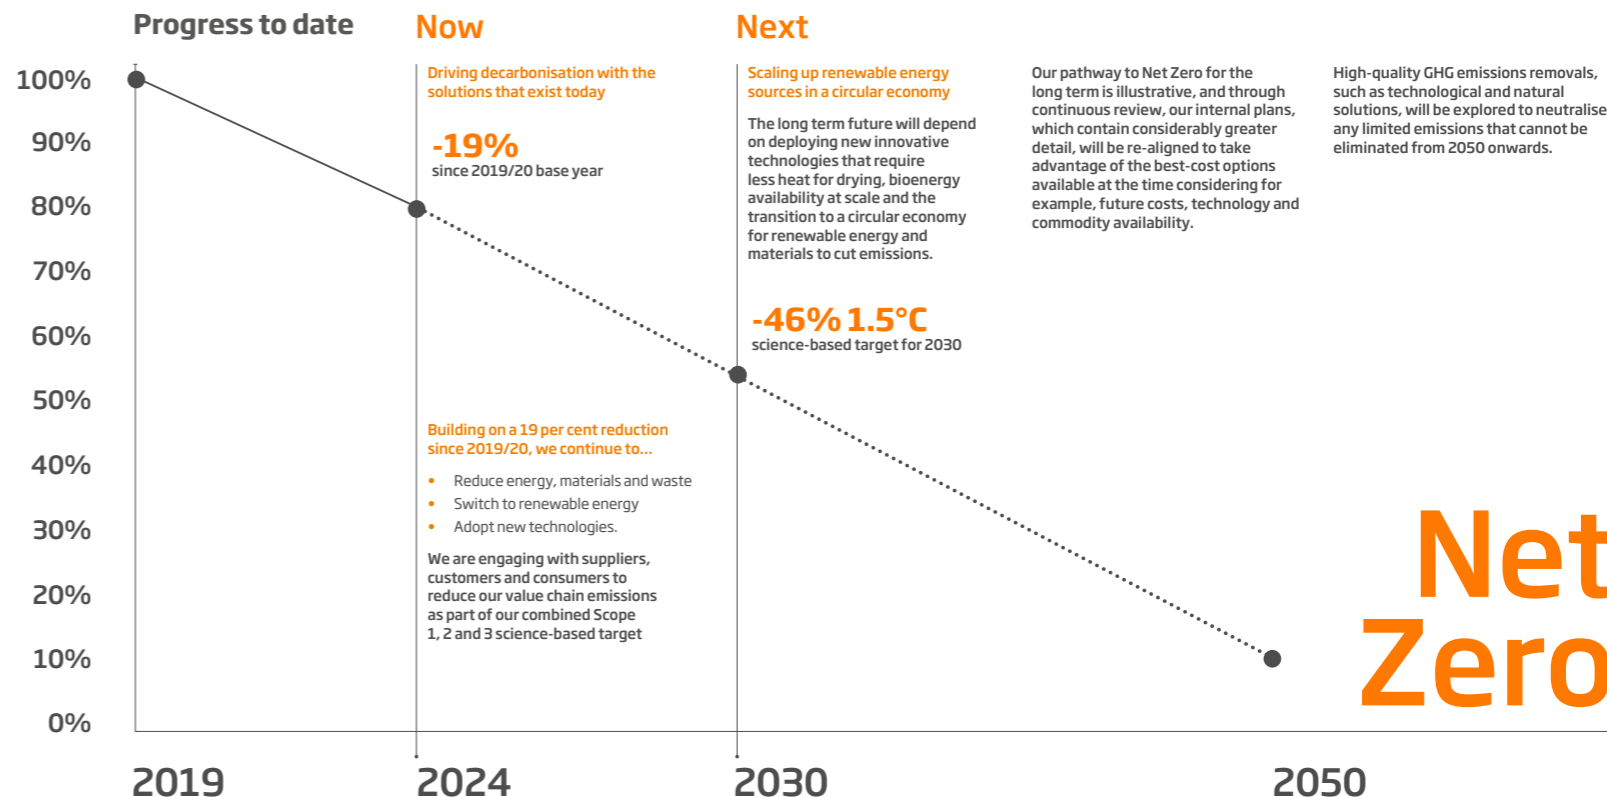 Progress to date
Now
Next
100%
90%
80%
70%
60%
50%
40%
30%
20%
10%
0%
Driving decarbonisation with the
solutions that exist today
-19%
since 2019/20 base year
Building on a 19 per cent reduction
since 2019/20, we continue to...
• Reduce energy, materials and waste
• Switch to renewable energy
• Adopt new technologies.
We are engaging with suppliers,
customers and consumers to
reduce our value chain emissions
as part of our combined Scope
1, 2 and 3 science-based target
Scaling up renewable energy
sources in a circular economy
The long term future will depend
on deploying new innovative
technologies that require
less heat for drying, bioenergy
availability at scale and the
transition to a circular economy
for renewable energy and
materials to cut emissions.
-46% 1.5°C
science-based target for 2030
Our pathway to Net Zero for the
long term is illustrative, and through
continuous review, our internal plans,
which contain considerably greater
detail, will be re-aligned to take
advantage of the best-cost options
available at the time considering for
example, future costs, technology and
commodity availability.
High-quality GHG emissions removals,
such as technological and natural
solutions, will be explored to neutralise
any limited emissions that cannot be
eliminated from 2050 onwards.
Net
Zero
2019
2024
2030
2050